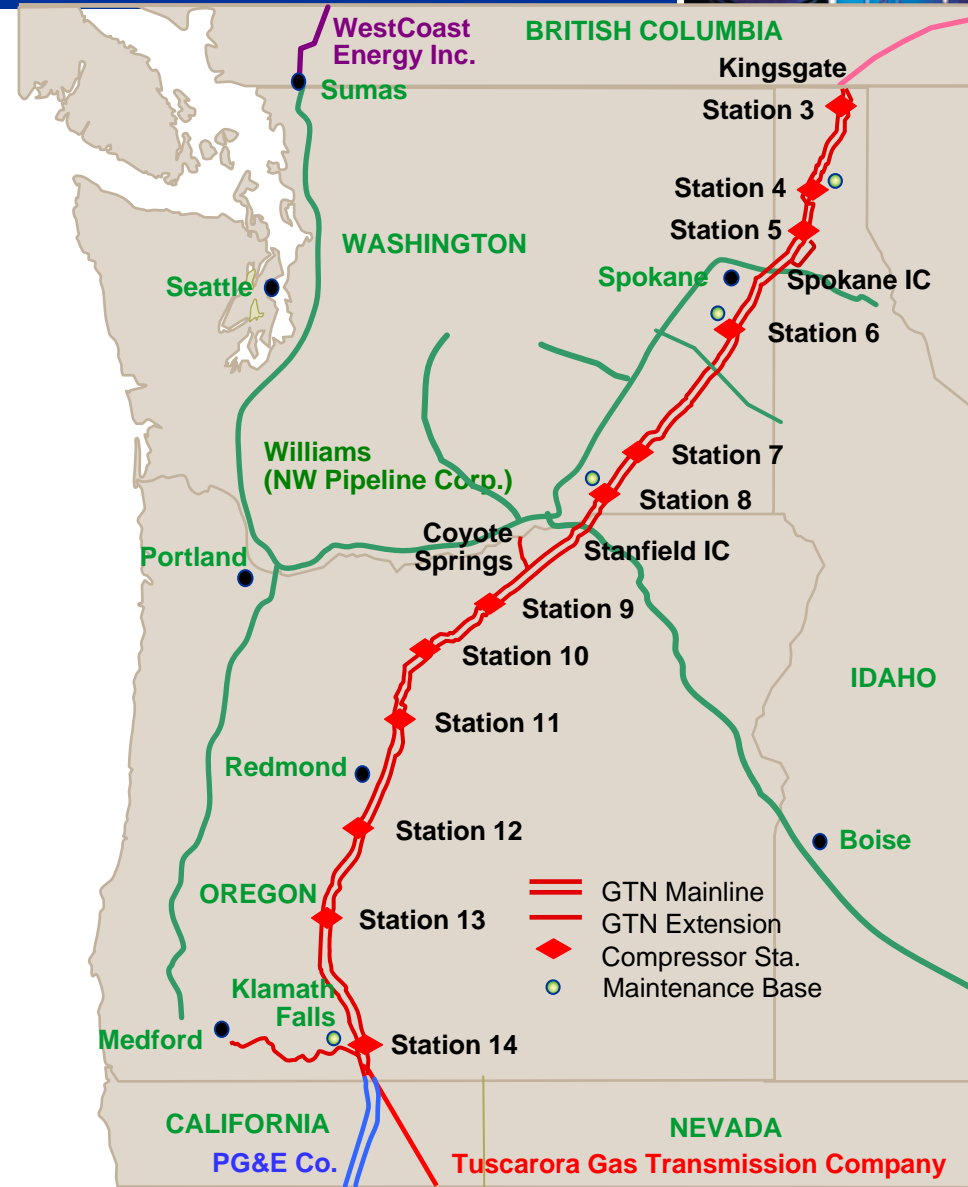 WestCoast
Energy Inc.
BRITISH COLUMBIA
Kingsgate
Sumas
Station 3
Station 4
Station 5
WASHINGTON
Spokane
Spokane IC
Seattle
Station 6
Williams
(NW Pipeline Corp.)
Station 7
Station 8
Coyote
Springs
Stanfield IC
Portland
Station 9
Station 10
IDAHO
Station 11
Redmond
Station 12
Boise
OREGON
GTN Mainline
GTN Extension
Compressor Sta.
Maintenance Base
Station 13
Klamath
Falls
Medford
Station 14
CALIFORNIA
NEVADA
PG&E Co.
Tuscarora Gas Transmission Company